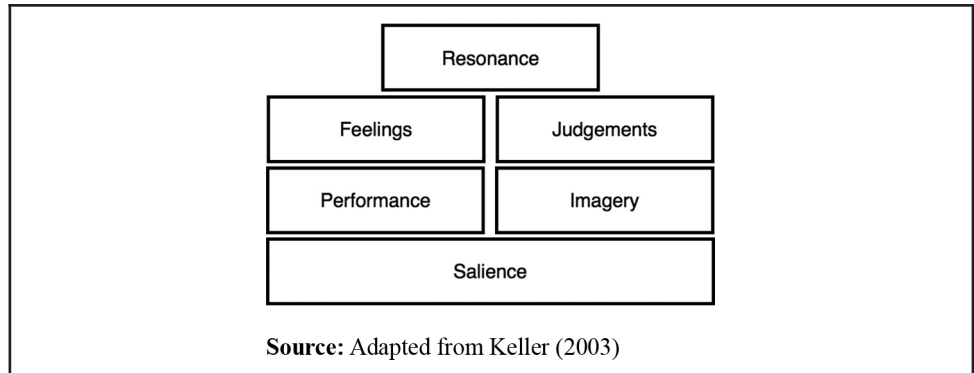 Resonance
Feelings Judgements
Performance Imagery
Salience
Source: Adapted from Keller (2003)